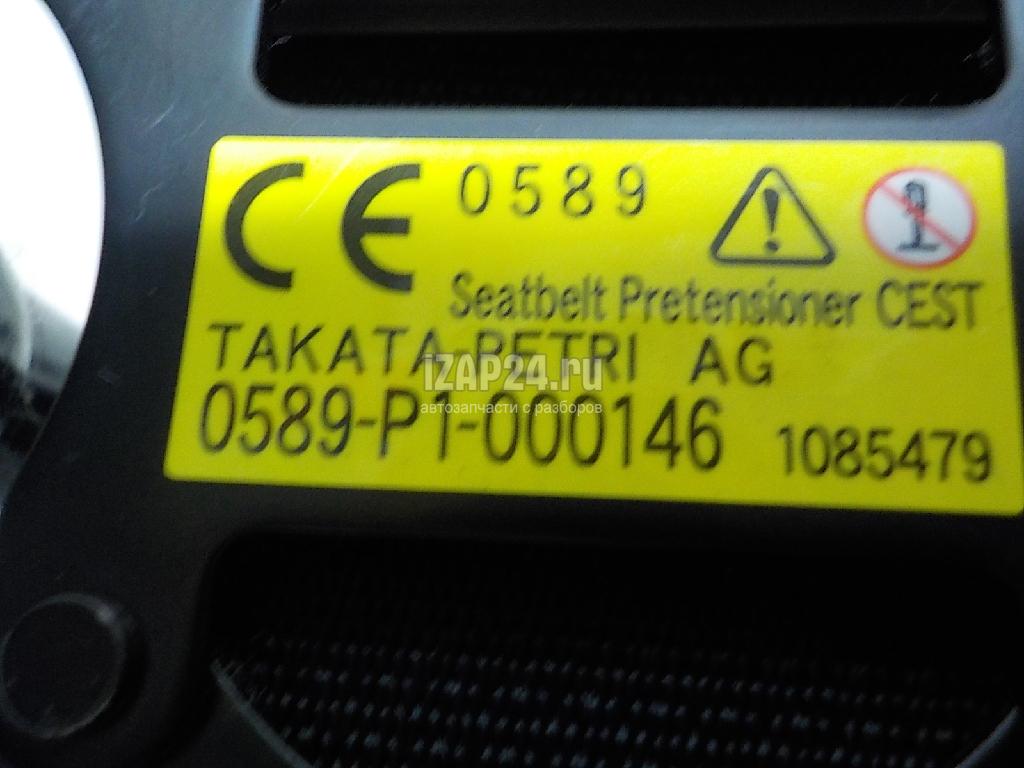 CE 0589
Seatbelt Pretensioner CEST
TAKATA-PETRI AG
iZAP24.ru
автозапчасти с разборов
0589-P1-000146 1085479